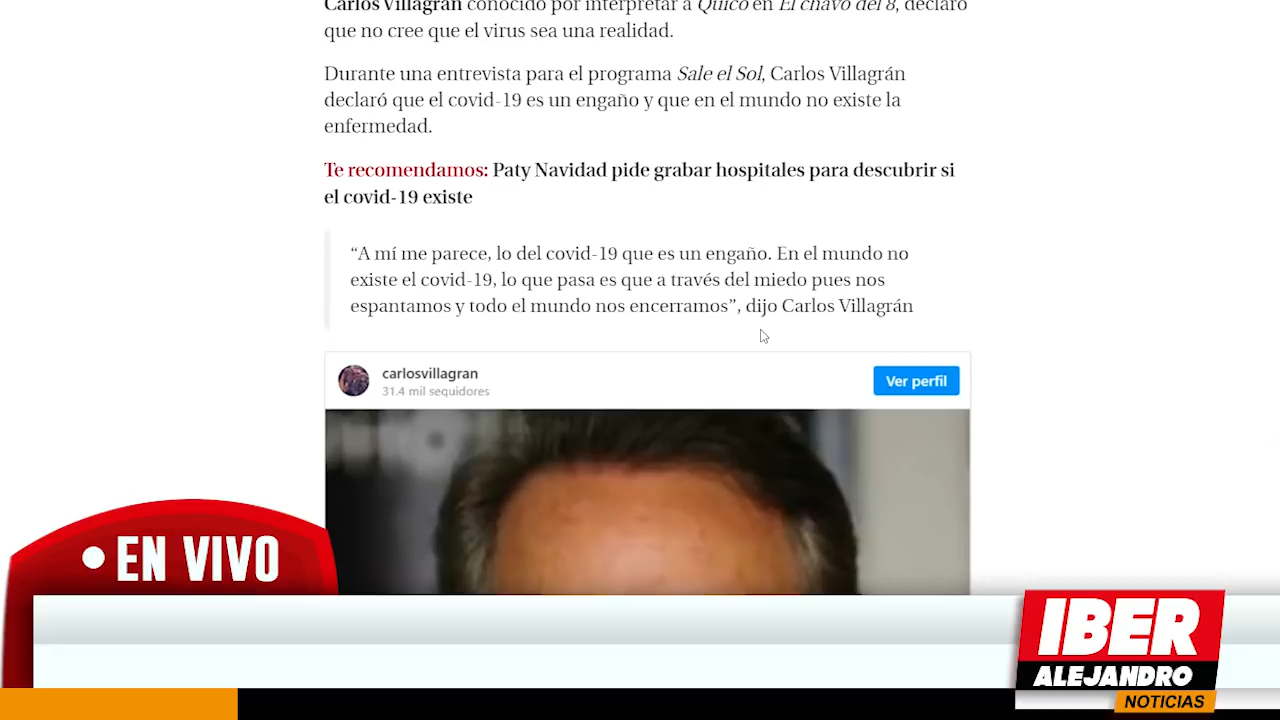 Carlos Villagrán conocido por interpretar a Quico en El chavo del 8, declaró
que no cree que el virus sea una realidad.
Durante una entrevista para el programa Sale el Sol, Carlos Villagrán
declaró que el covid-19 es un engaño y que en el mundo no existe la
enfermedad.
Te recomendamos: Paty Navidad pide grabar hospitales para descubrir si
el covid-19 existe
“A mí me parece, lo del covid-19 que es un engaño. En el mundo no
existe el covid-19, lo que pasa es que a través del miedo pues nos
espantamos y todo el mundo nos encerramos”, dijo Carlos Villagrán
carlosvillagran
31.4 mil seguidores
Ver perfil
EN VIVO
IBER
ALEJANDRO
NOTICIAS